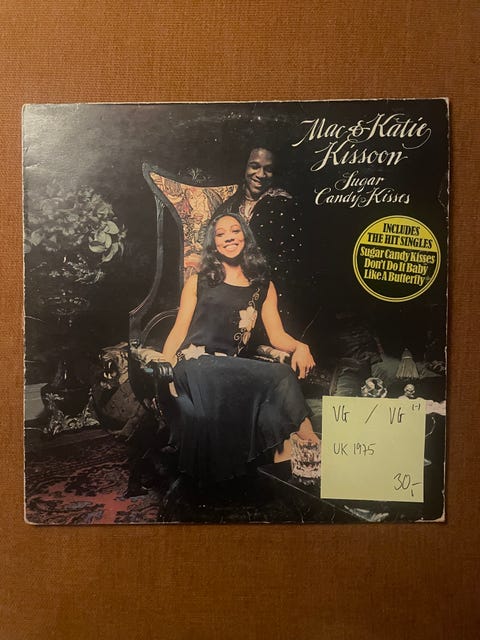 Mac & Katie
Kissoon
Sugar
Candy Kisses
INCLUDES
THE HIT SINGLES
Sugar Candy Kisses
Don't Do It Baby
Like A Butterfly
VG / VG (-)
UK 1975
30,-